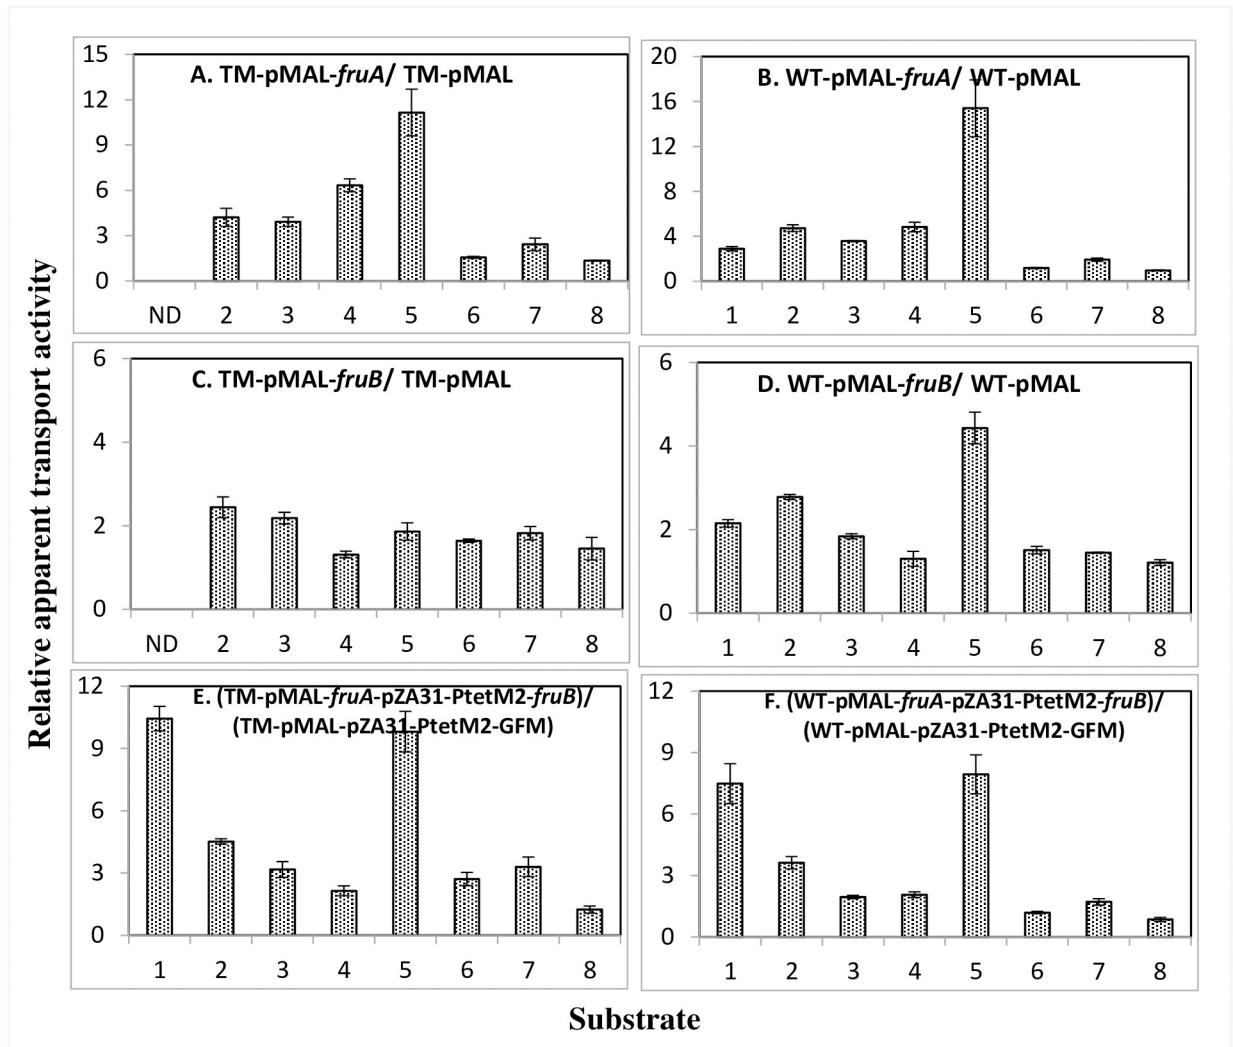 Relative apparent transport activity
A. TM-pMAL-fruA/ TM-pMAL
15
12
9
6
3
0
ND 2 3 4 5 6 7 8
B. WT-pMAL-fruA/ WT-pMAL
20
16
12
8
4
0
1 2 3 4 5 6 7 8
C. TM-pMAL-fruB/ TM-pMAL
6
4
2
0
ND 2 3 4 5 6 7 8
D. WT-pMAL-fruB/ WT-pMAL
6
4
2
0
1 2 3 4 5 6 7 8
E. (TM-pMAL-fruA-pZA31-PtetM2-fruB)/
(TM-pMAL-pZA31-PtetM2-GFM)
12
9
6
3
0
1 2 3 4 5 6 7 8
F. (WT-pMAL-fruA-pZA31-PtetM2-fruB)/
(WT-pMAL-pZA31-PtetM2-GFM)
12
9
6
3
0
1 2 3 4 5 6 7 8
Substrate